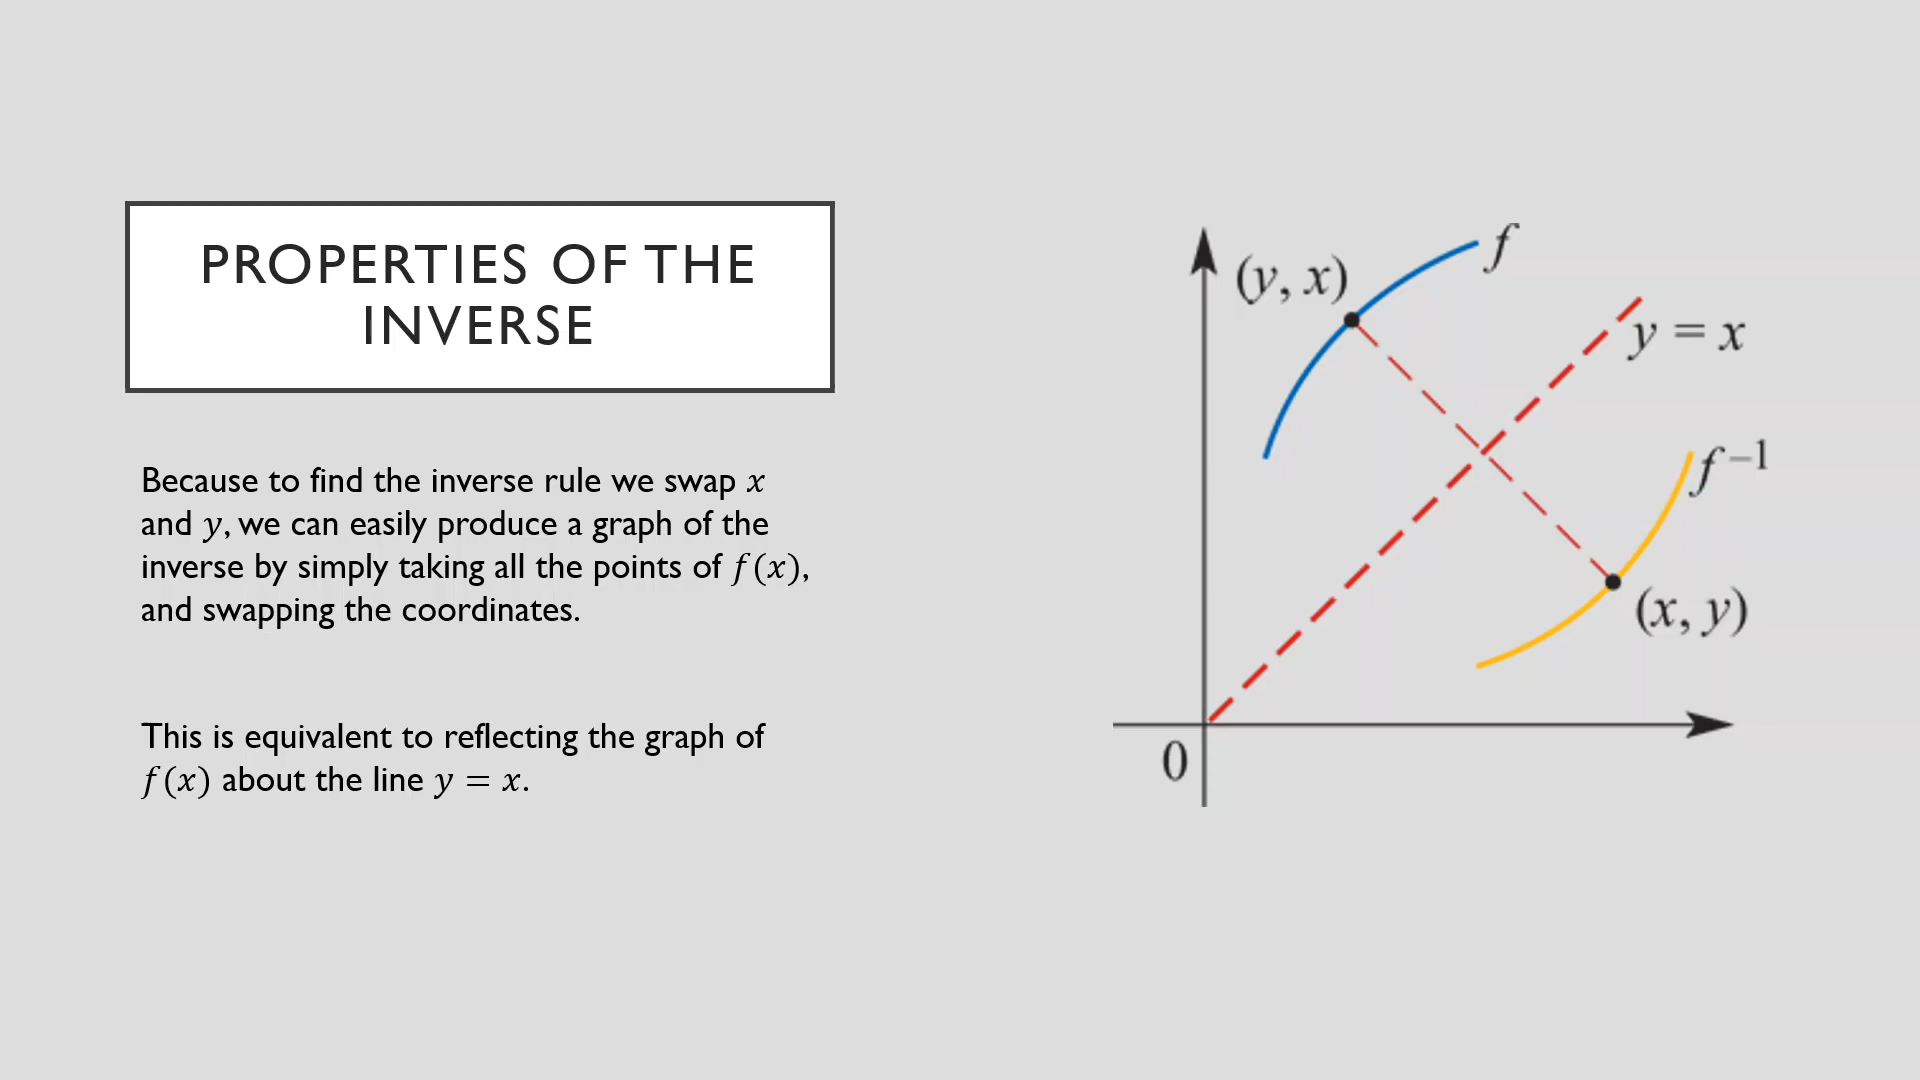 PROPERTIES OF THE
INVERSE
Because to find the inverse rule we swap x
and y, we can easily produce a graph of the
inverse by simply taking all the points of f(x),
and swapping the coordinates.
This is equivalent to reflecting the graph of
f(x) about the line y = x.
f
(y, x)
y = x
f⁻¹
(x, y)
0